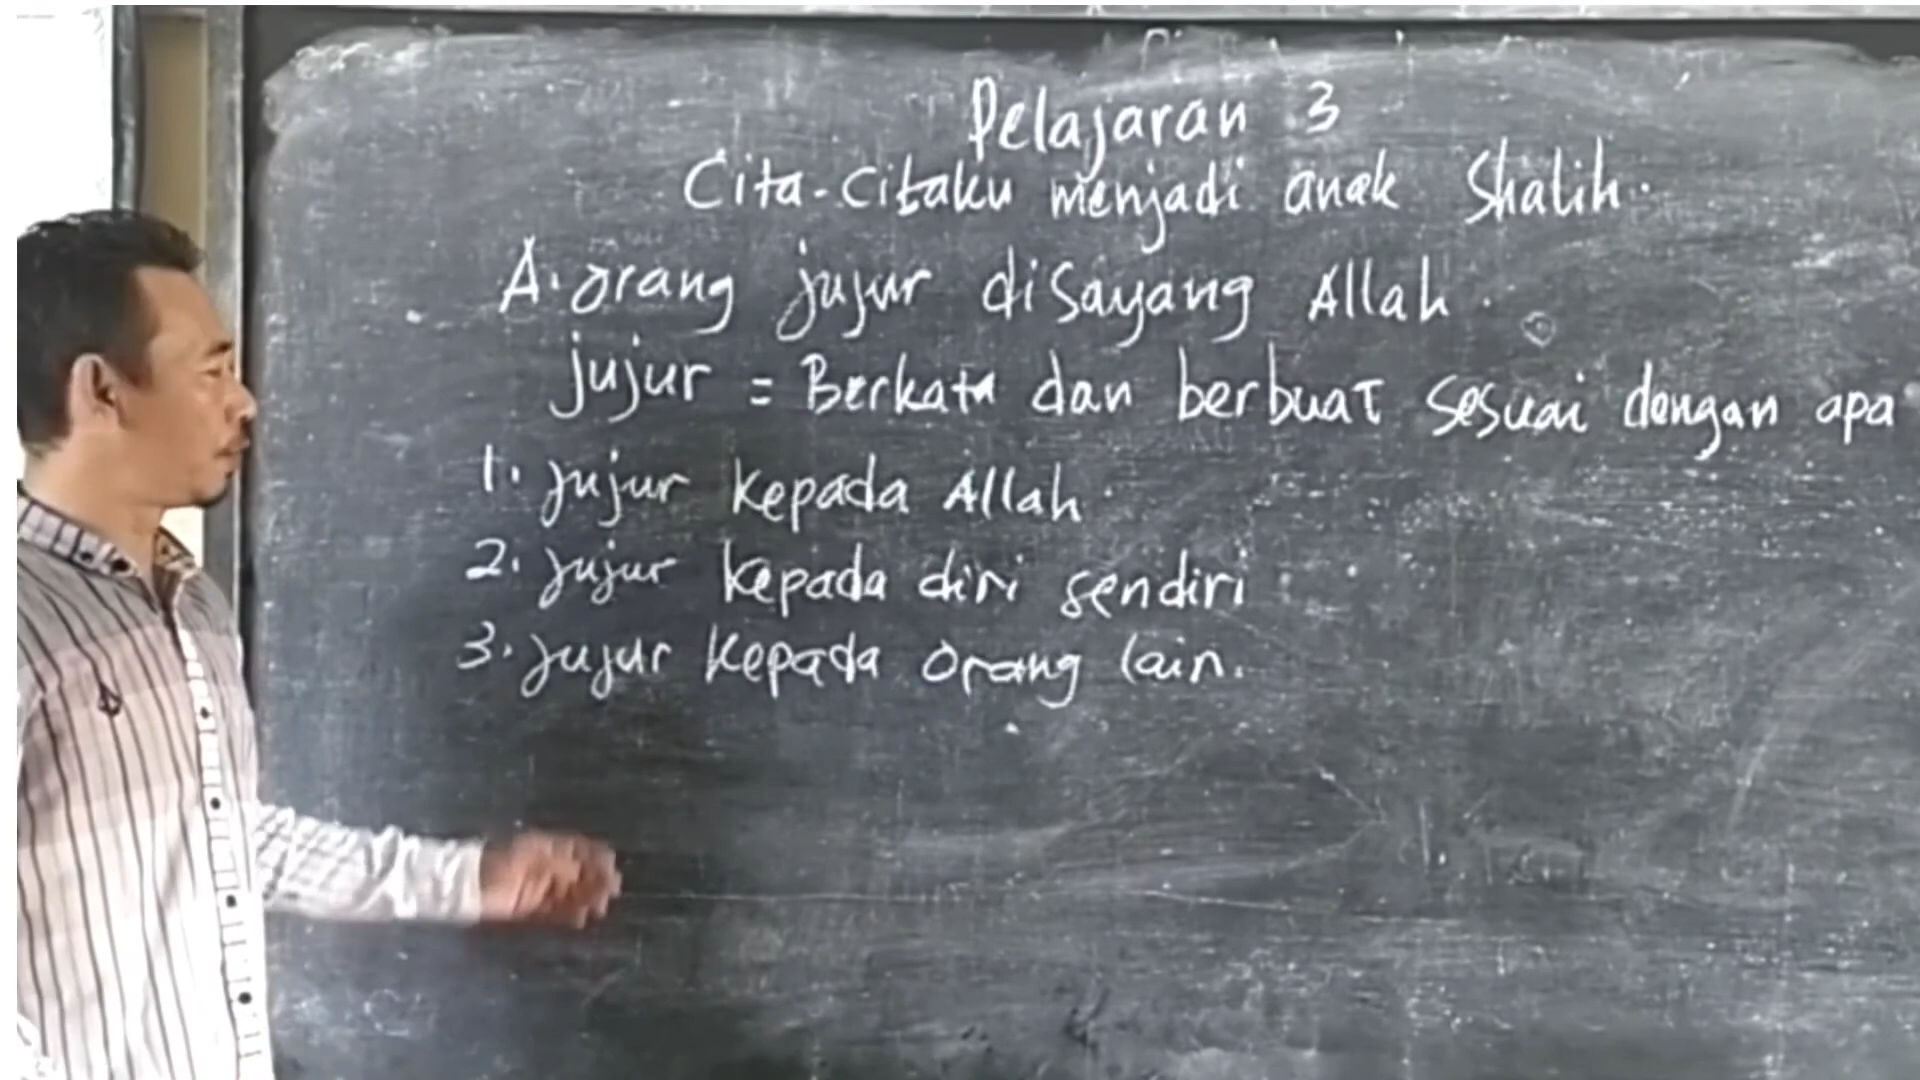 Pelajaran 3
Cita-citaku menjadi anak Shalih.
A. orang jujur disayang Allah.
jujur = Berkata dan berbuat sesuai dengan apa
1. jujur kepada Allah.
2. jujur kepada diri sendiri
3. jujur kepada orang lain.